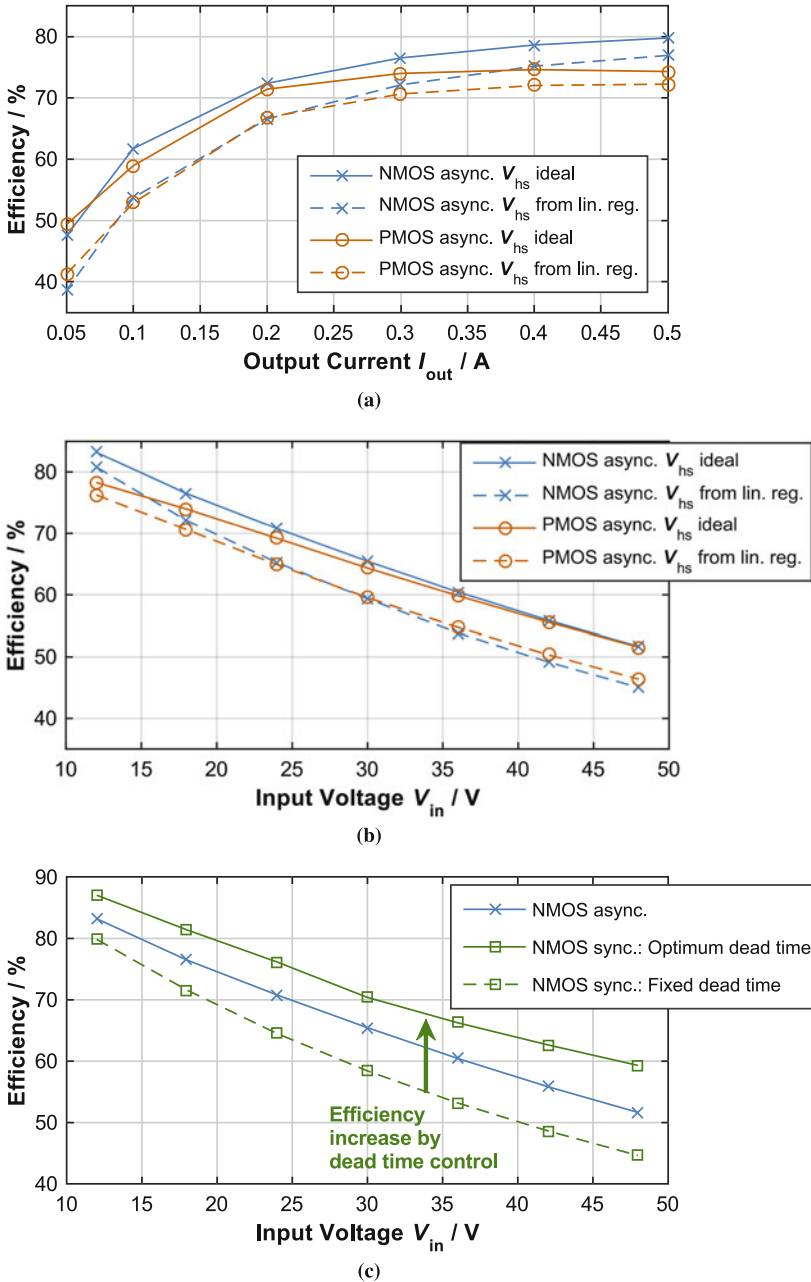 80
70
60
50
40
Efficiency / %
NMOS async. Vhs ideal
NMOS async. Vhs from lin. reg.
PMOS async. Vhs ideal
PMOS async. Vhs from lin. reg.
0.05 0.1 0.15 0.2 0.25 0.3 0.35 0.4 0.45 0.5
Output Current Iout / A
(a)
80
70
60
50
40
Efficiency / %
NMOS async. Vhs ideal
NMOS async. Vhs from lin. reg.
PMOS async. Vhs ideal
PMOS async. Vhs from lin. reg.
10 15 20 25 30 35 40 45 50
Input Voltage Vin / V
(b)
90
80
70
60
50
40
Efficiency / %
NMOS async.
NMOS sync.: Optimum dead time
NMOS sync.: Fixed dead time
Efficiency
increase by
dead time control
10 15 20 25 30 35 40 45 50
Input Voltage Vin / V
(c)